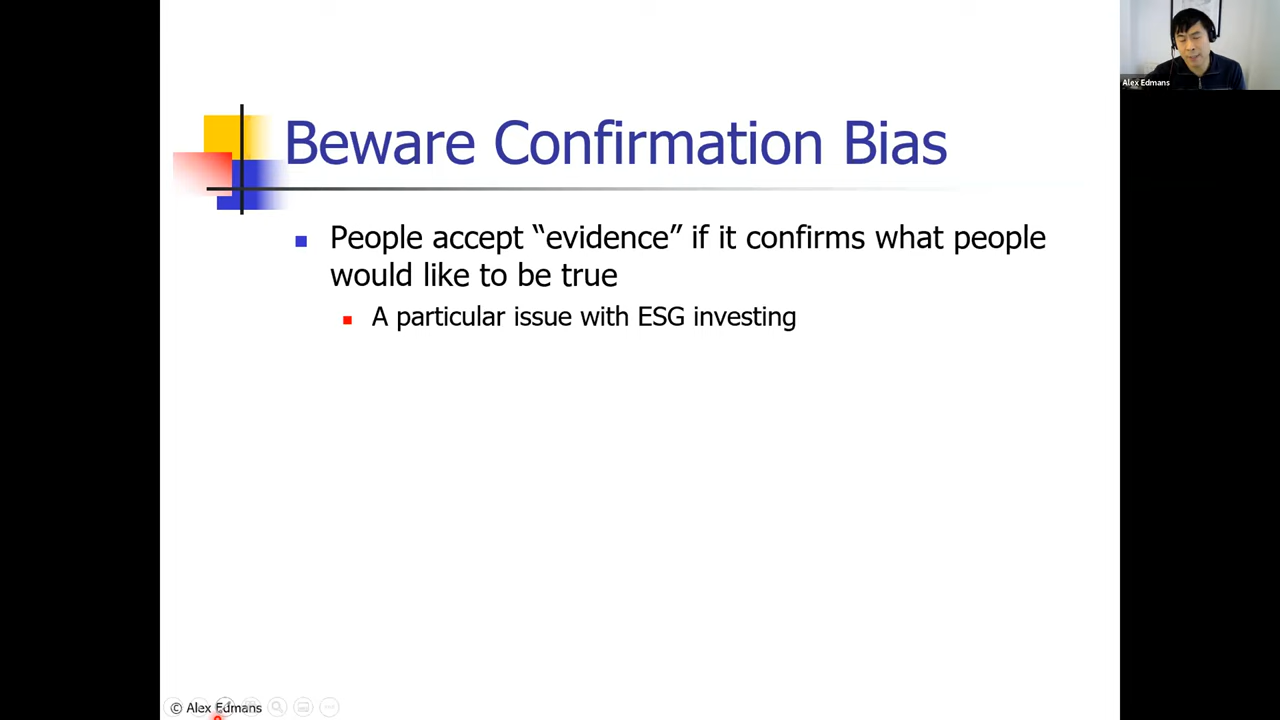 Alex Edmans
Beware Confirmation Bias
People accept “evidence” if it confirms what people
would like to be true
A particular issue with ESG investing
© Alex Edmans